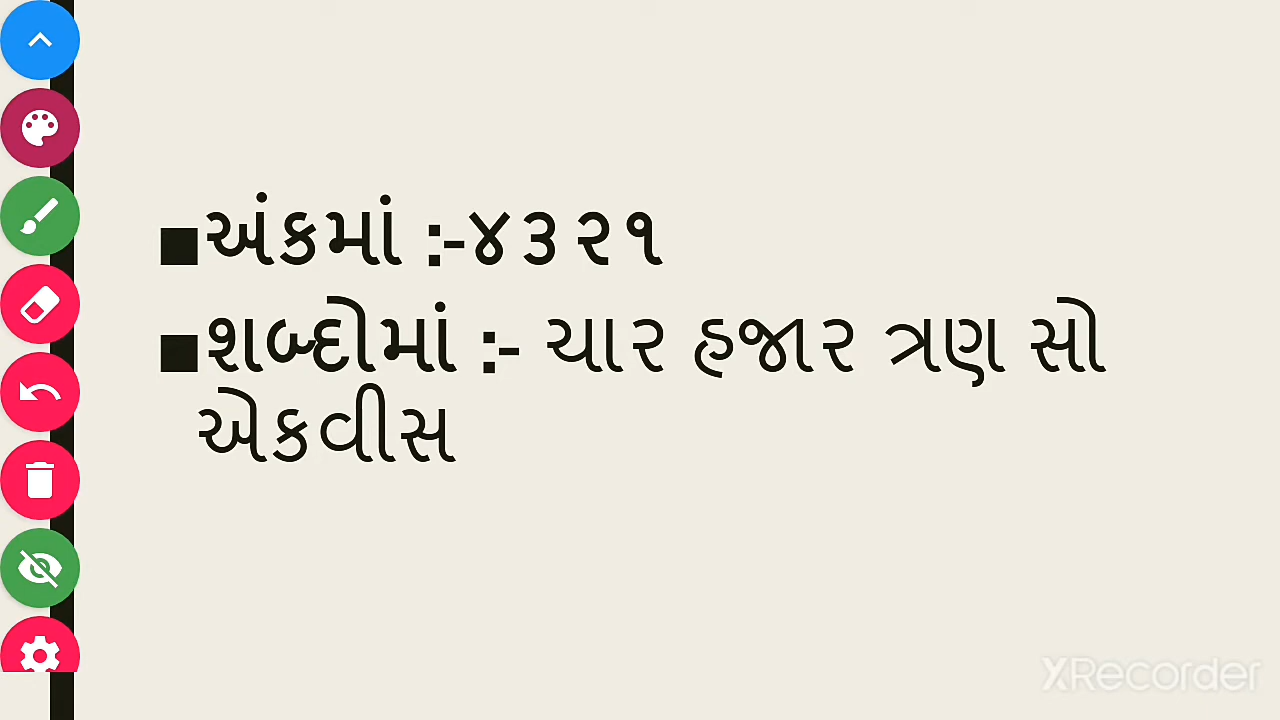 ■અંકમાં :-૪૩૨૧
■શબ્દોમાં :- ચાર હજાર ત્રણ સો
એકવીસ
XRecorder